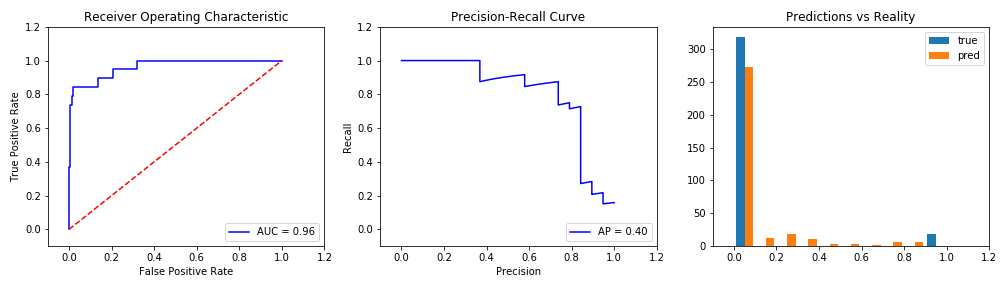 Receiver Operating Characteristic
1.2
1.0
0.8
0.6
0.4
0.2
0.0
True Positive Rate
0.0 0.2 0.4 0.6 0.8 1.0 1.2
False Positive Rate
AUC = 0.96
Precision-Recall Curve
1.2
1.0
0.8
0.6
0.4
0.2
0.0
Recall
0.0 0.2 0.4 0.6 0.8 1.0 1.2
Precision
AP = 0.40
Predictions vs Reality
300
250
200
150
100
50
0
0.0 0.2 0.4 0.6 0.8 1.0 1.2
true
pred